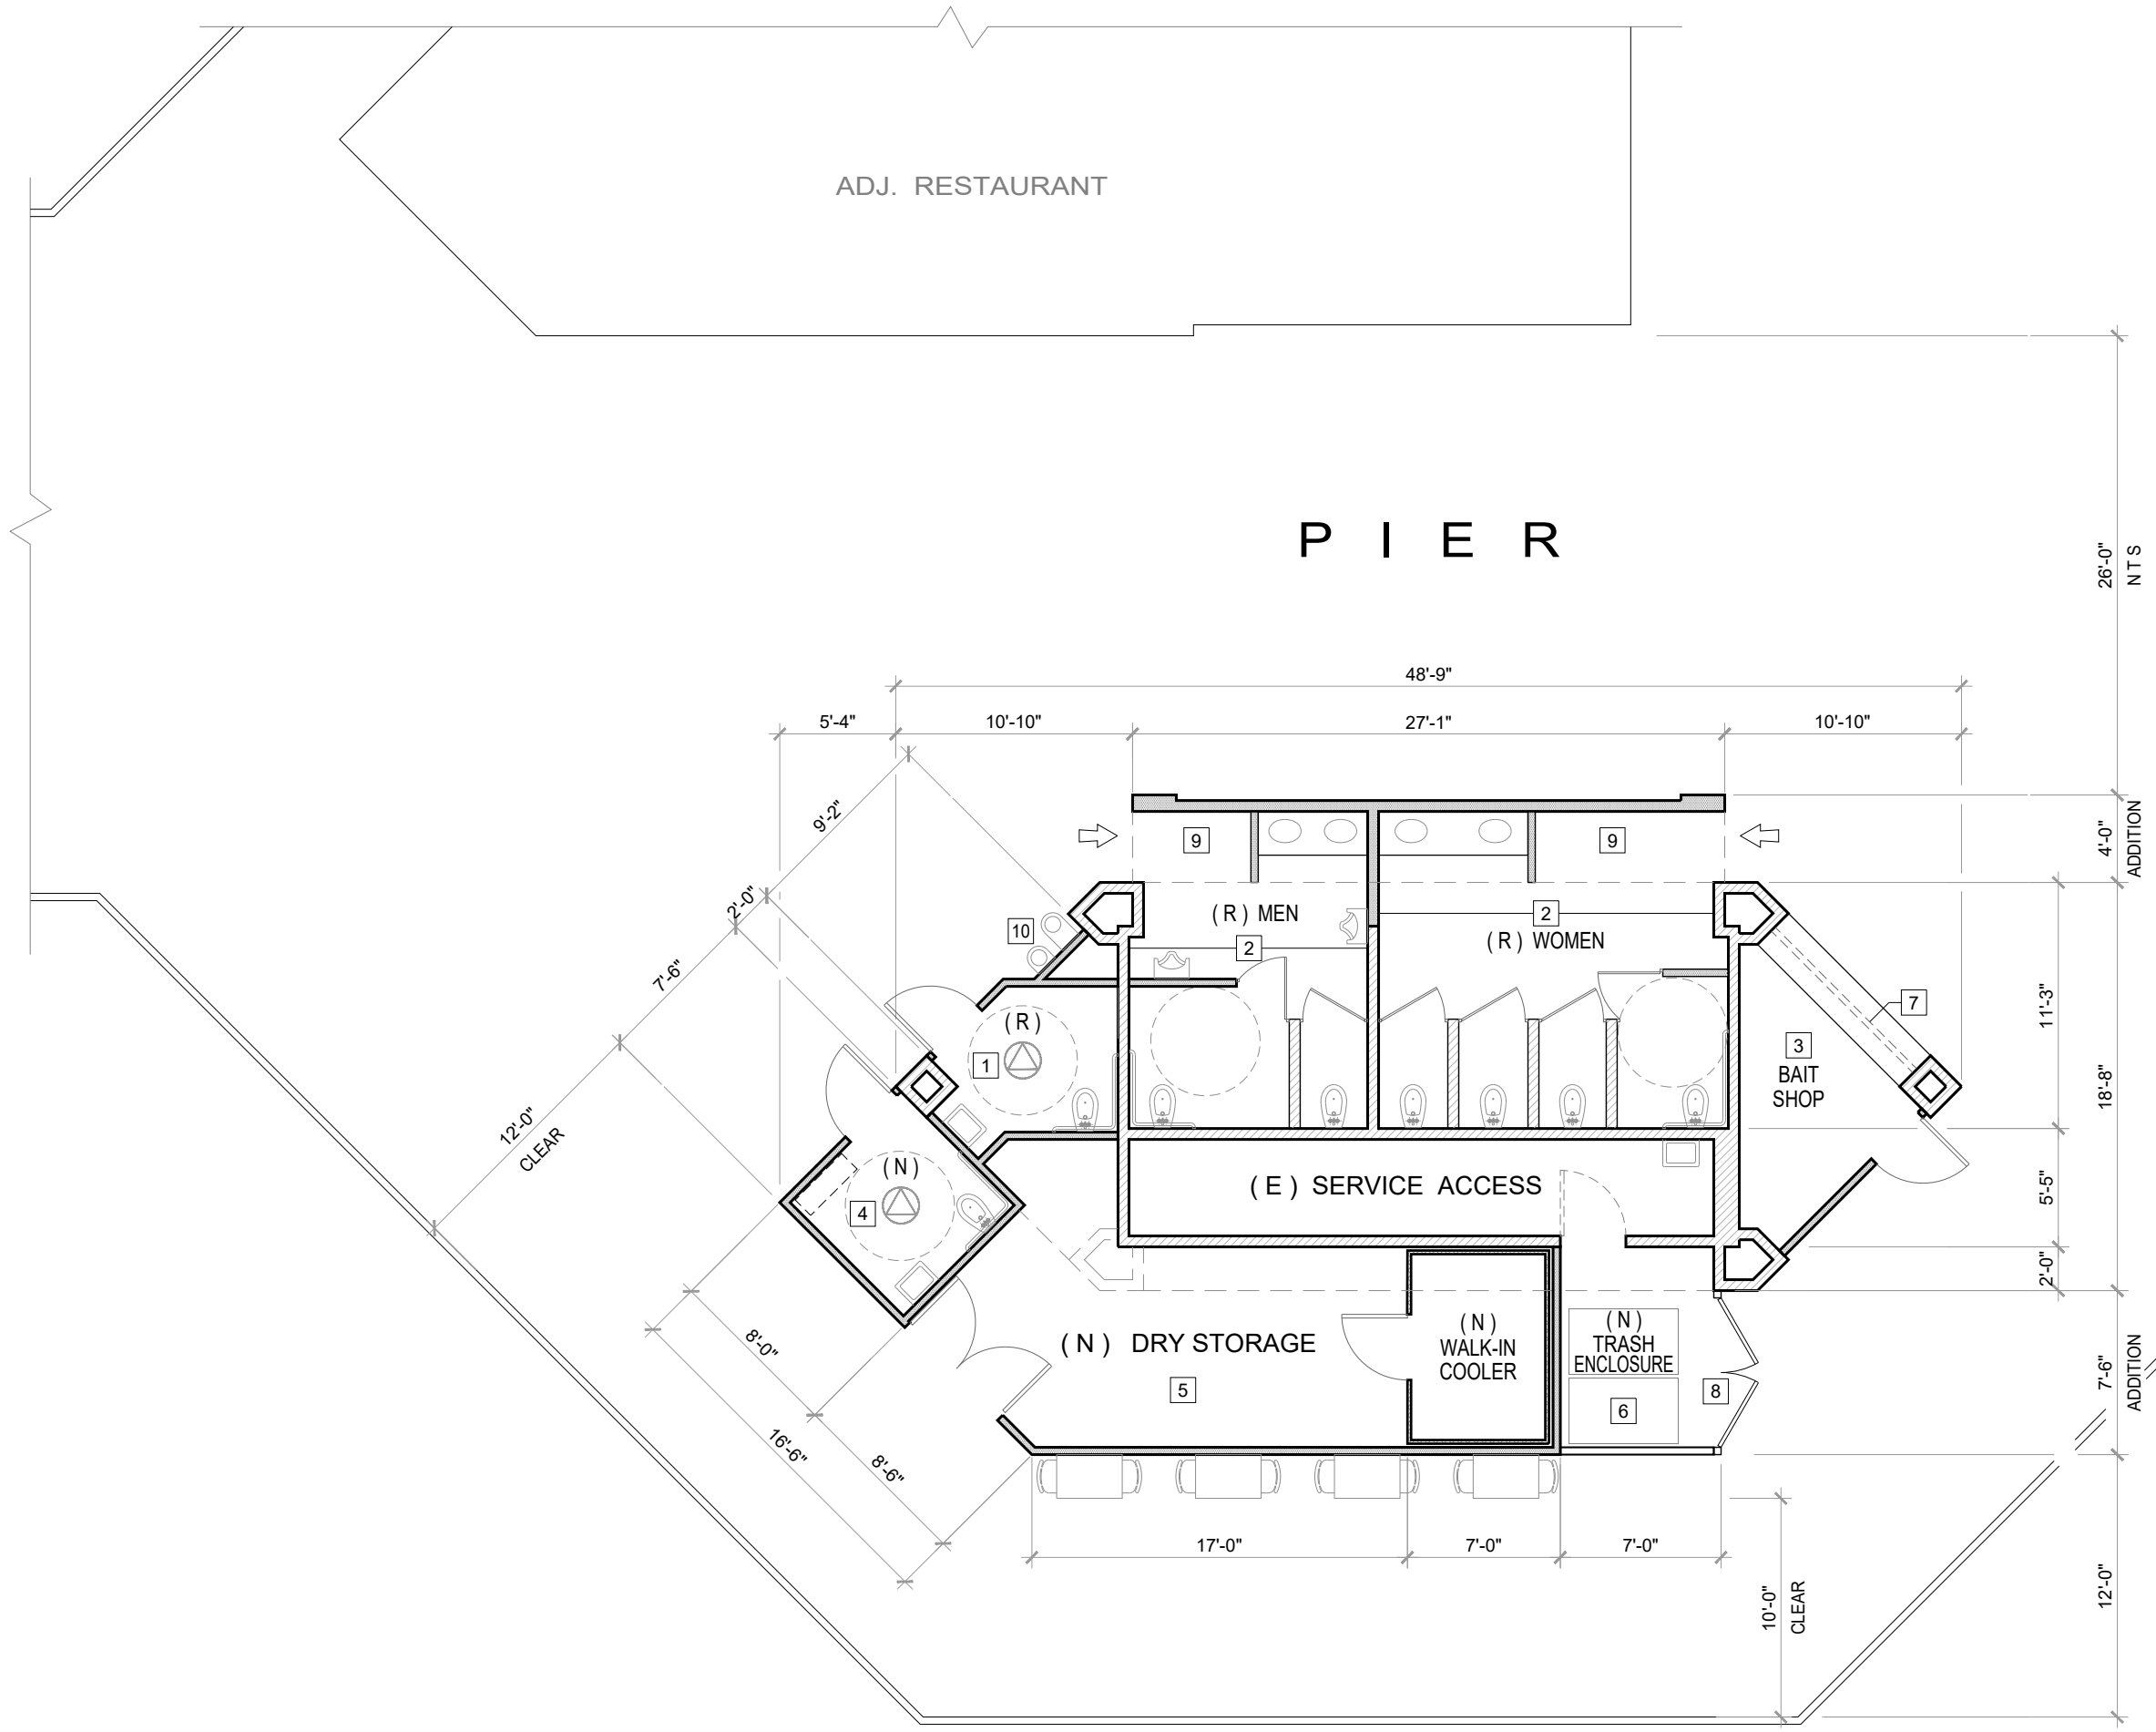 ADJ. RESTAURANT
P I E R
26'-0"
N T S
48'-9"
5'-4"
10'-10"
27'-1"
10'-10"
9'-2"
2'-0"
7'-6"
12'-0"
CLEAR
4'-0"
ADDITION
9
9
10
( R ) MEN
2
2
( R ) WOMEN
11'-3"
18'-8"
7
( R )
1
3
BAIT
SHOP
( N )
4
( E ) SERVICE ACCESS
5'-5"
2'-0"
( N ) DRY STORAGE
5
( N )
WALK-IN
COOLER
( N )
TRASH
ENCLOSURE
8
6
7'-6"
ADDITION
8'-0"
16'-6"
8'-6"
17'-0"
7'-0"
7'-0"
10'-0"
CLEAR
12'-0"